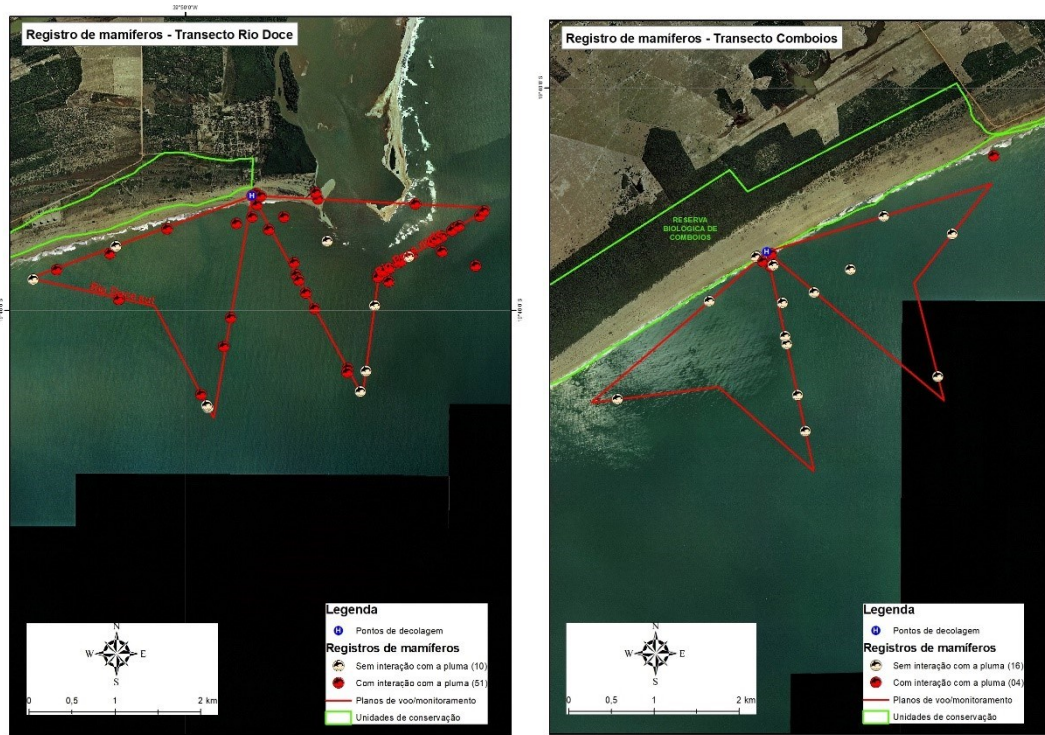 39°50'0"W
Registro de mamíferos - Transecto Rio Doce
Legenda
H Pontos de decolagem
Registros de mamíferos
Sem interação com a pluma (10)
Com interação com a pluma (51)
Planos de voo/monitoramento
Unidades de conservação
N
W E
S
0 0,5 1 2 km
Registro de mamíferos - Transecto Comboios
RESERVA
BIOLÓGICA DE
COMBOIOS
H
Legenda
H Pontos de decolagem
Registros de mamíferos
Sem interação com a pluma (16)
Com interação com a pluma (04)
Planos de voo/monitoramento
Unidades de conservação
N
W E
S
0 0,5 1 2 km